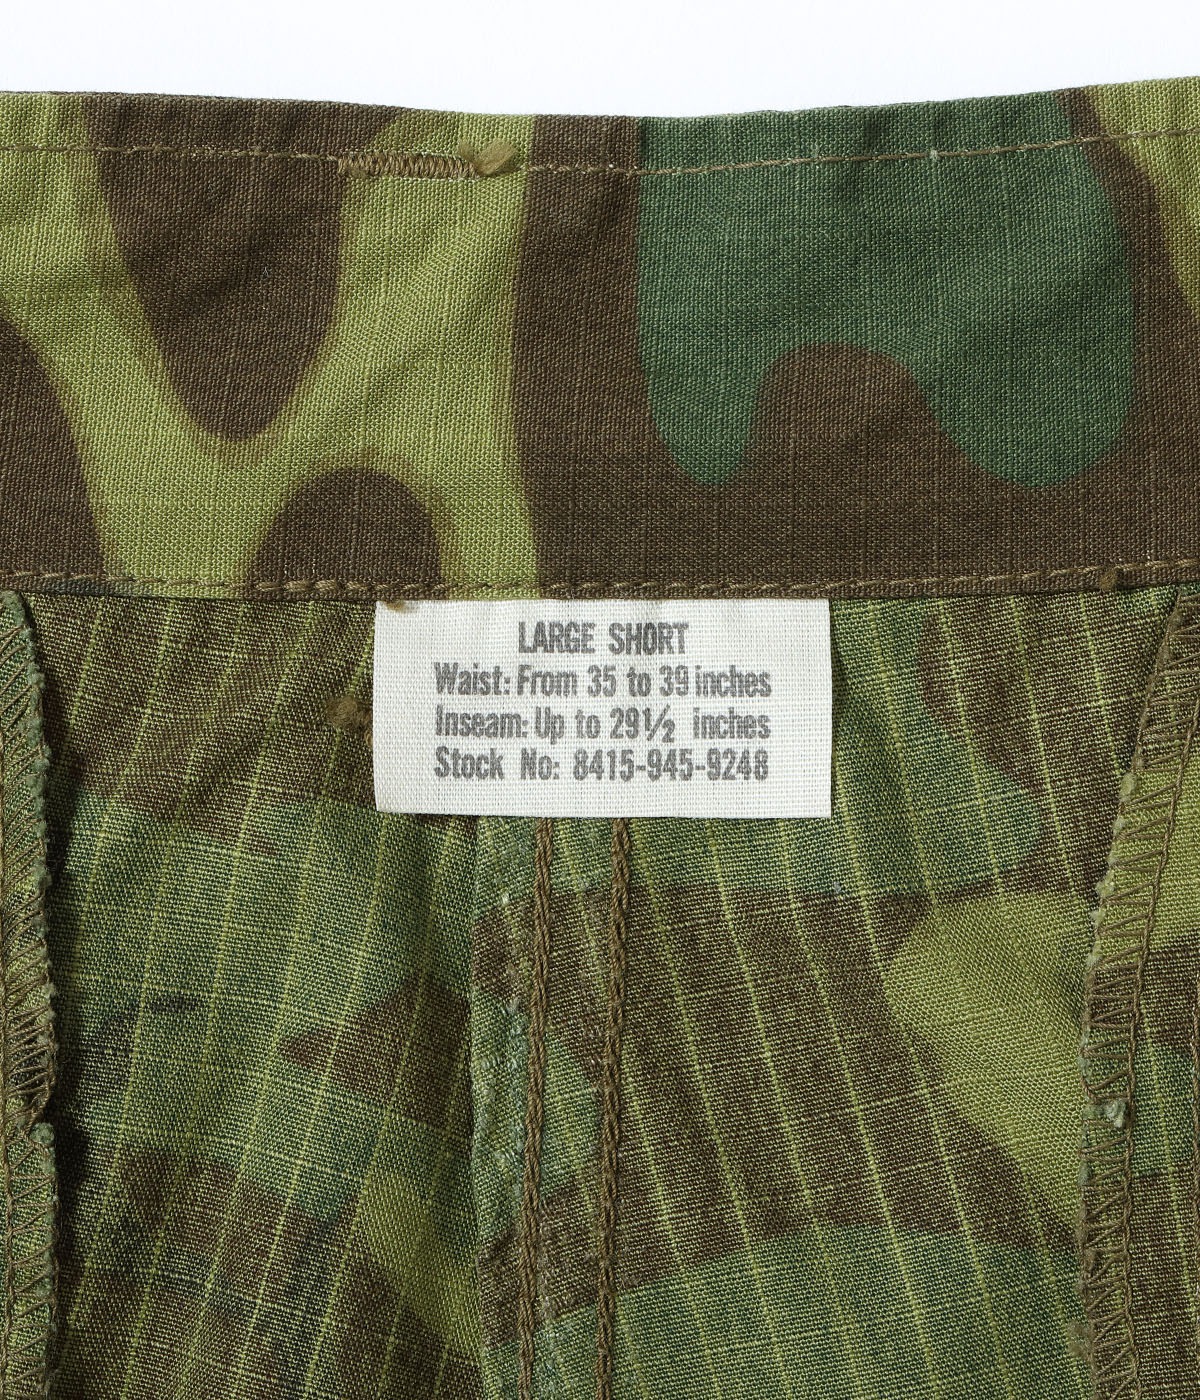 LARGE SHORT
Waist: From 35 to 39 inches
Inseam: Up to 29½ inches
Stock No: 8415-945-9248